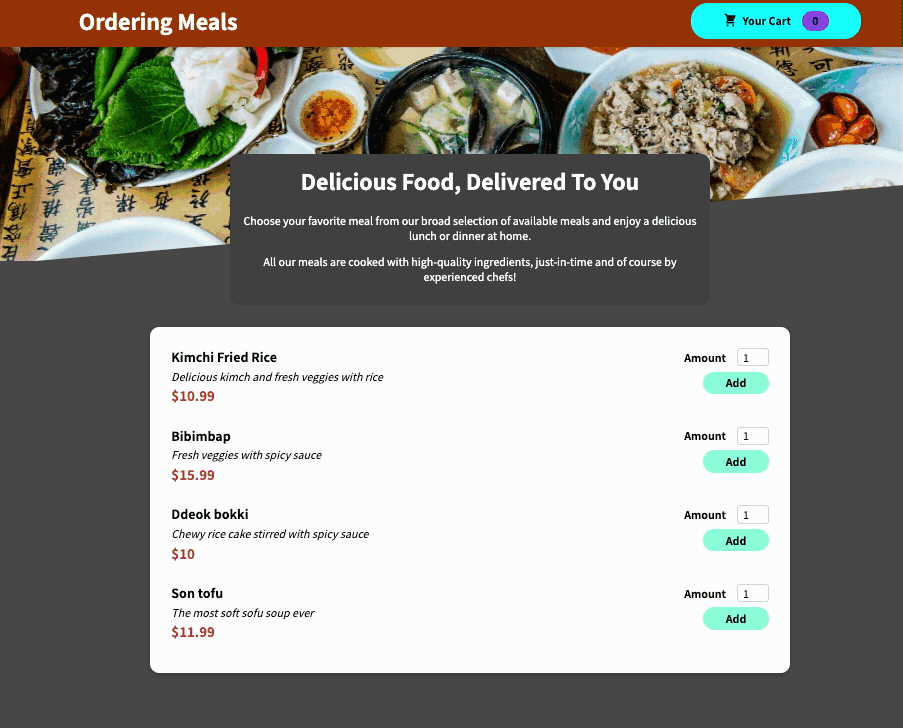 Ordering Meals
Your Cart 0
Delicious Food, Delivered To You
Choose your favorite meal from our broad selection of available meals and enjoy a delicious
lunch or dinner at home.
All our meals are cooked with high-quality ingredients, just-in-time and of course by
experienced chefs!
Kimchi Fried Rice
Delicious kimch and fresh veggies with rice
$10.99
Amount 1
Add
Bibimbap
Fresh veggies with spicy sauce
$15.99
Amount 1
Add
Ddeok bokki
Chewy rice cake stirred with spicy sauce
$10
Amount 1
Add
Son tofu
The most soft sofu soup ever
$11.99
Amount 1
Add